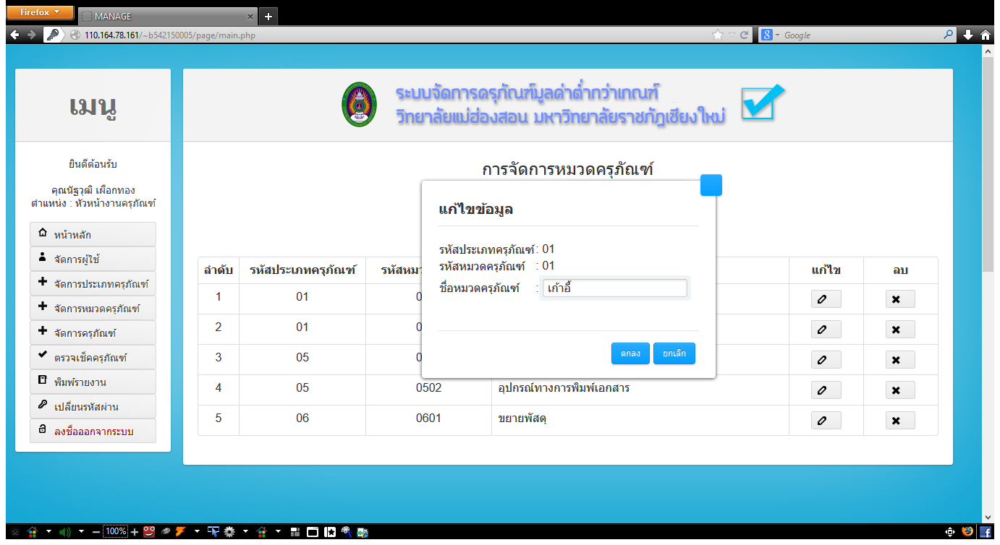 Firefox
MANAGE
110.164.78.161/~b542150005/page/main.php
Google
เมนู
ยินดีต้อนรับ
คุณนัฐวุฒิ เผือกทอง
ตำแหน่ง : หัวหน้างานครุภัณฑ์
หน้าหลัก
จัดการผู้ใช้
จัดการประเภทครุภัณฑ์
จัดการหมวดครุภัณฑ์
จัดการครุภัณฑ์
ตรวจเช็คครุภัณฑ์
พิมพ์รายงาน
เปลี่ยนรหัสผ่าน
ลงชื่อออกจากระบบ
ระบบจัดการครุภัณฑ์มูลค่าต่ำกว่าเกณฑ์
วิทยาลัยแม่ฮ่องสอน มหาวิทยาลัยราชภัฏเชียงใหม่
การจัดการหมวดครุภัณฑ์
แก้ไขข้อมูล
รหัสประเภทครุภัณฑ์ : 01
รหัสหมวดครุภัณฑ์ : 01
ชื่อหมวดครุภัณฑ์ : เก้าอี้
ตกลง ยกเลิก
ลำดับ รหัสประเภทครุภัณฑ์ รหัสหมว แก้ไข ลบ
1 01 0
2 01 0
3 05 0
4 05 0502 อุปกรณ์ทางการพิมพ์เอกสาร
5 06 0601 ขยายพัสดุ
100%